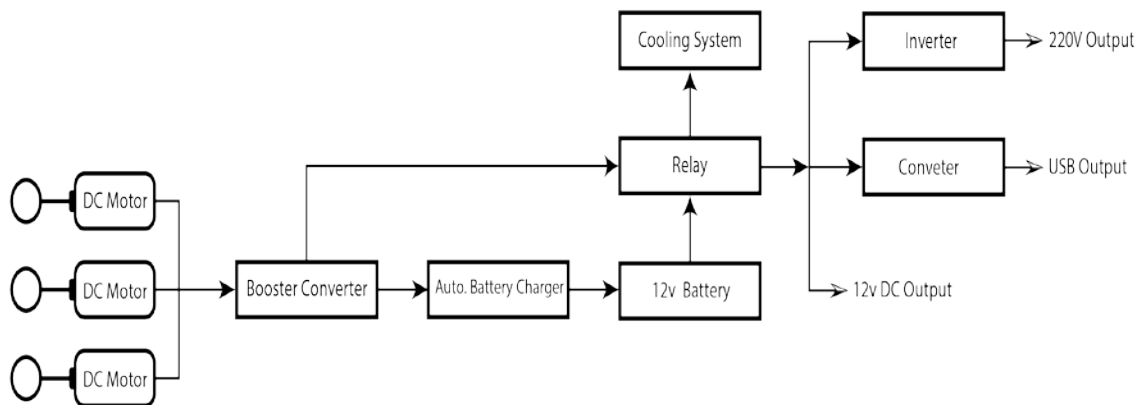 Cooling System
Inverter
220V Output
Relay
Conveter
USB Output
DC Motor
DC Motor
Booster Converter
Auto. Battery Charger
12v Battery
12v DC Output
DC Motor